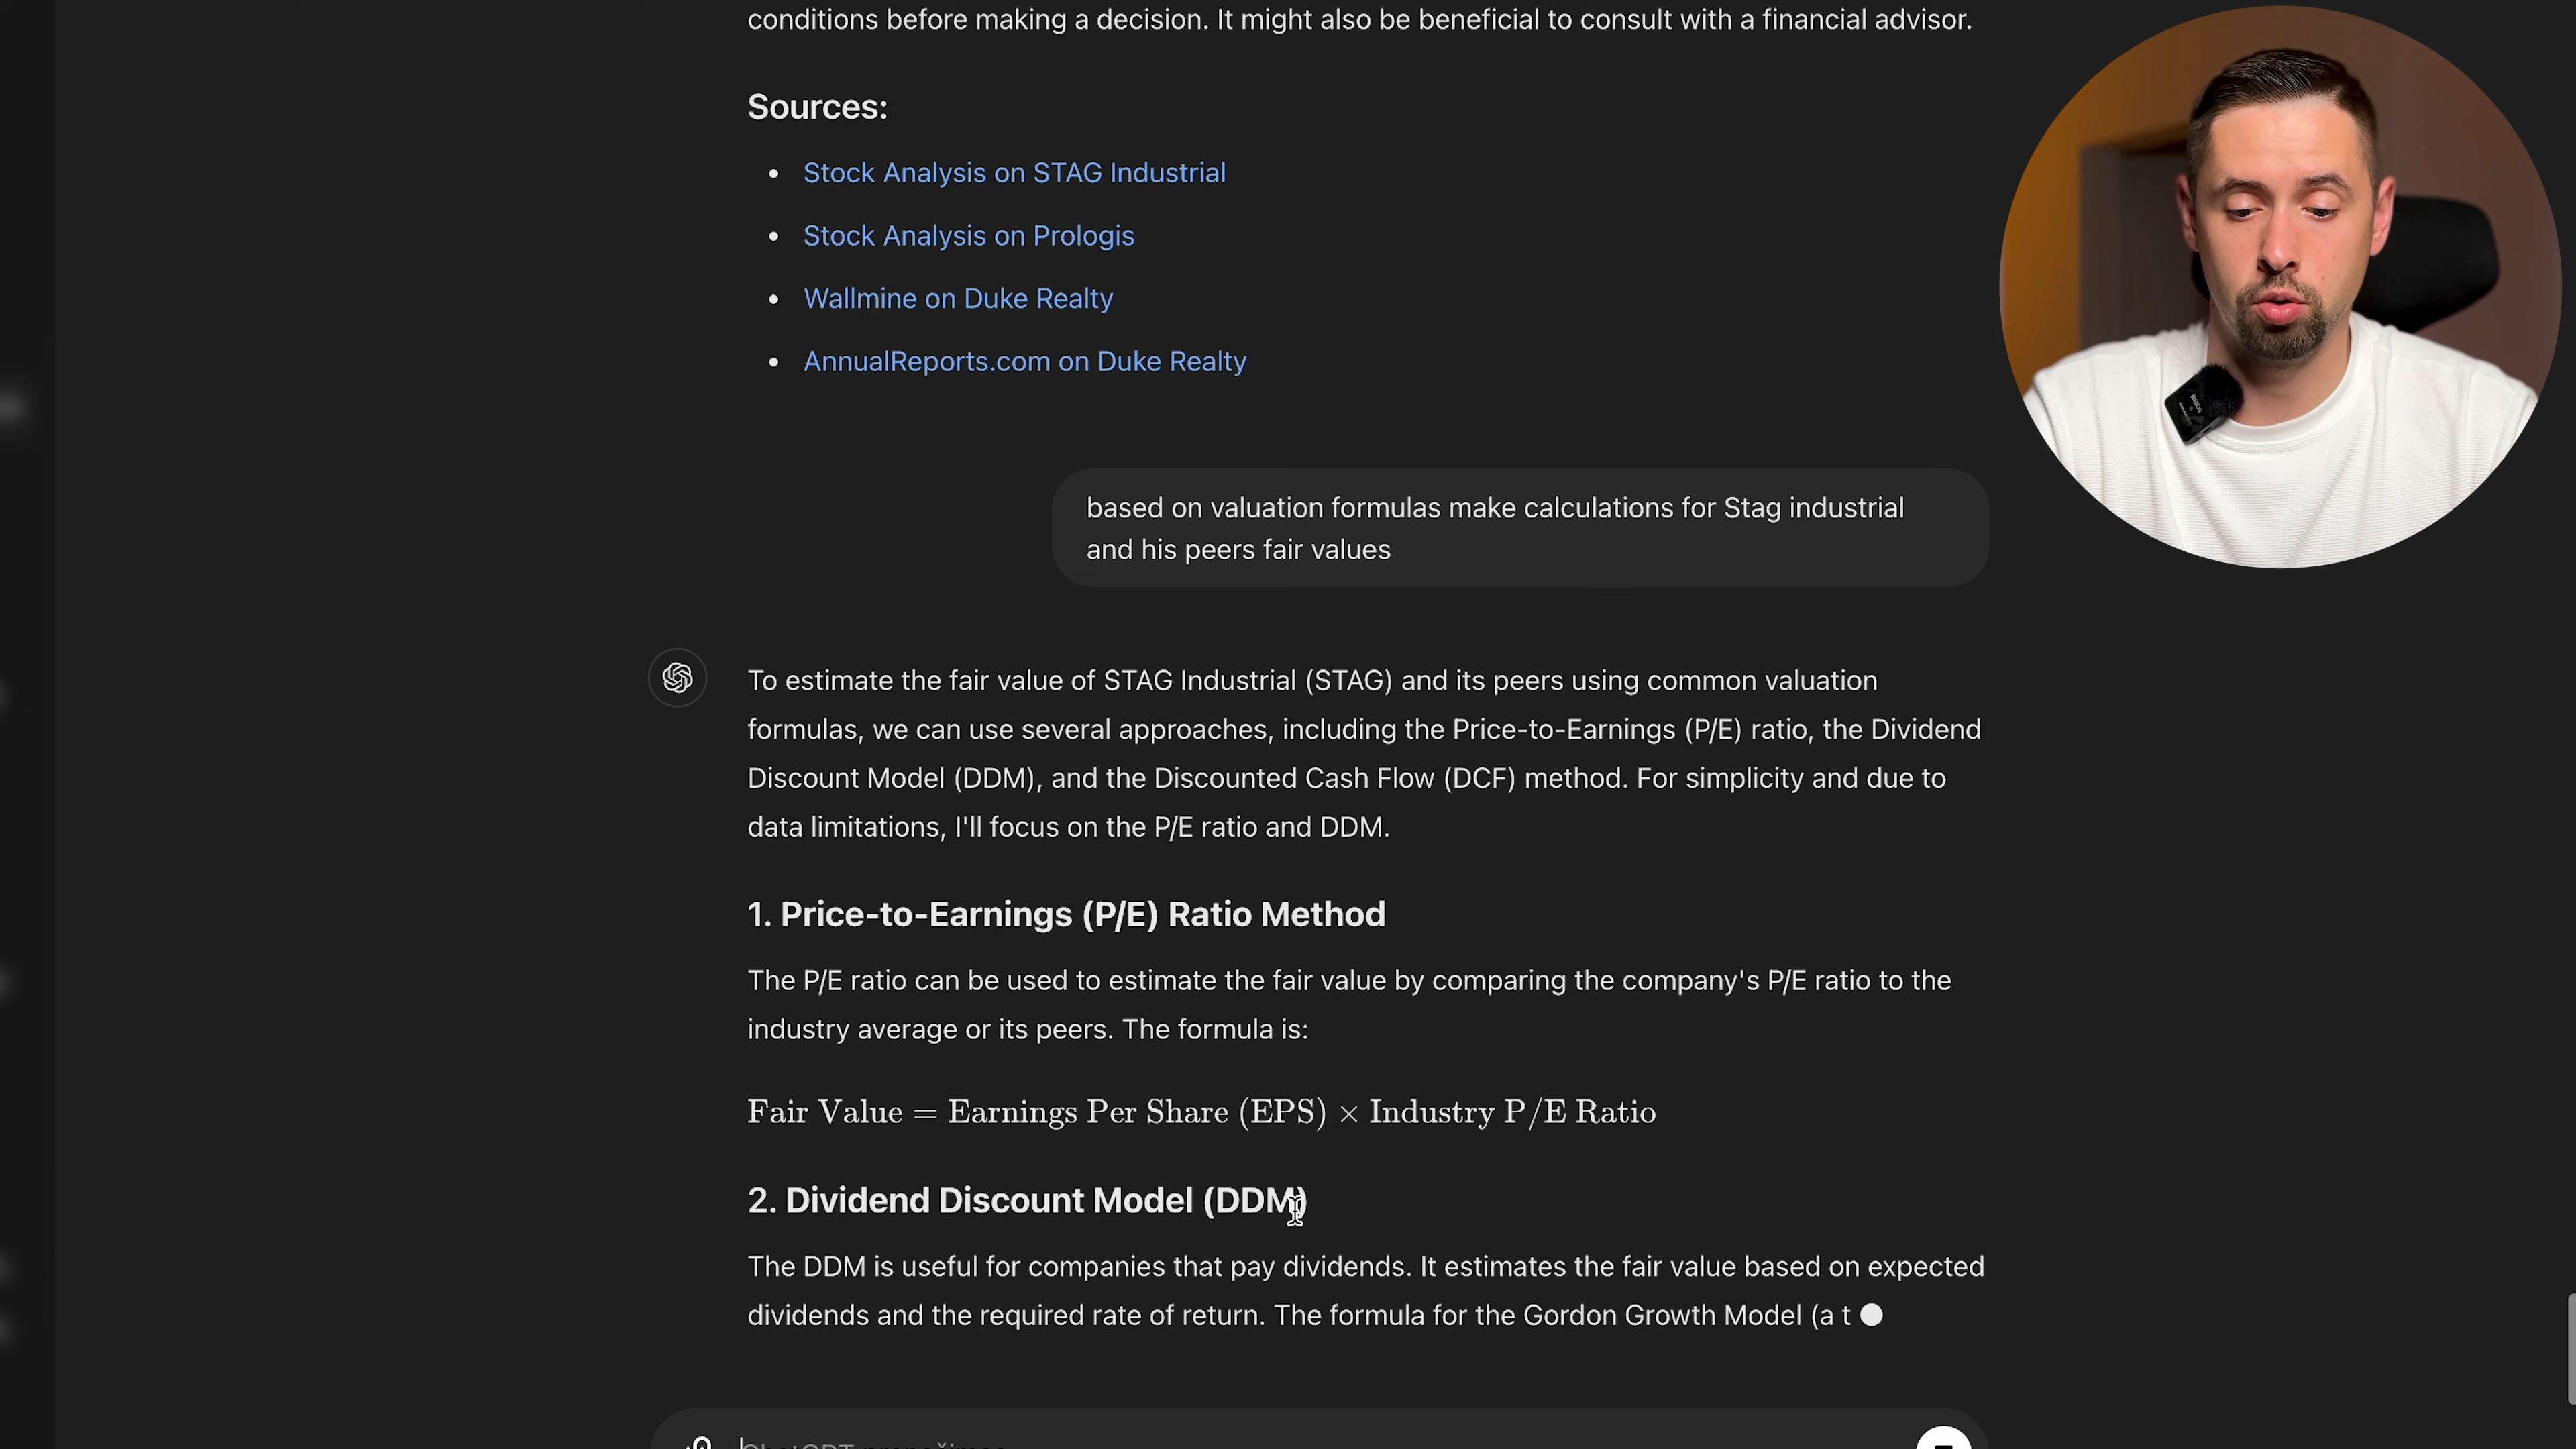 conditions before making a decision. It might also be beneficial to consult with a financial advisor.
Sources:
• Stock Analysis on STAG Industrial
• Stock Analysis on Prologis
• Wallmine on Duke Realty
• AnnualReports.com on Duke Realty
based on valuation formulas make calculations for Stag industrial
and his peers fair values
To estimate the fair value of STAG Industrial (STAG) and its peers using common valuation
formulas, we can use several approaches, including the Price-to-Earnings (P/E) ratio, the Dividend
Discount Model (DDM), and the Discounted Cash Flow (DCF) method. For simplicity and due to
data limitations, I'll focus on the P/E ratio and DDM.
1. Price-to-Earnings (P/E) Ratio Method
The P/E ratio can be used to estimate the fair value by comparing the company's P/E ratio to the
industry average or its peers. The formula is:
Fair Value = Earnings Per Share (EPS) × Industry P/E Ratio
2. Dividend Discount Model (DDM)
The DDM is useful for companies that pay dividends. It estimates the fair value based on expected
dividends and the required rate of return. The formula for the Gordon Growth Model (a t